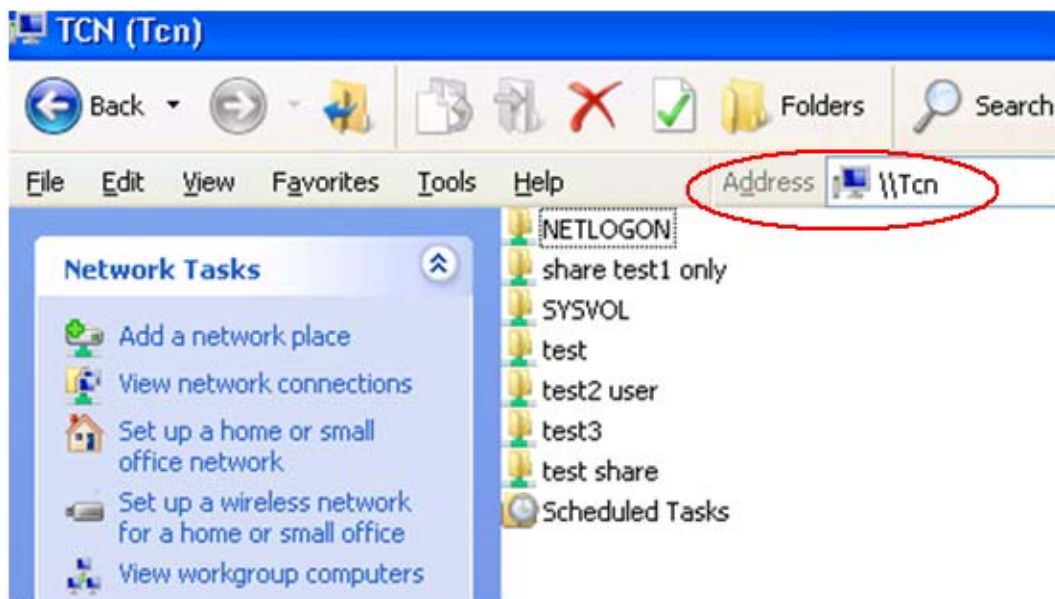 TCN (Tcn)
Back
Folders
Search
File Edit View Favorites Tools Help
Address \\Tcn
Network Tasks
Add a network place
View network connections
Set up a home or small
office network
Set up a wireless network
for a home or small office
View workgroup computers
NETLOGON
share test1 only
SYSVOL
test
test2 user
test3
test share
Scheduled Tasks